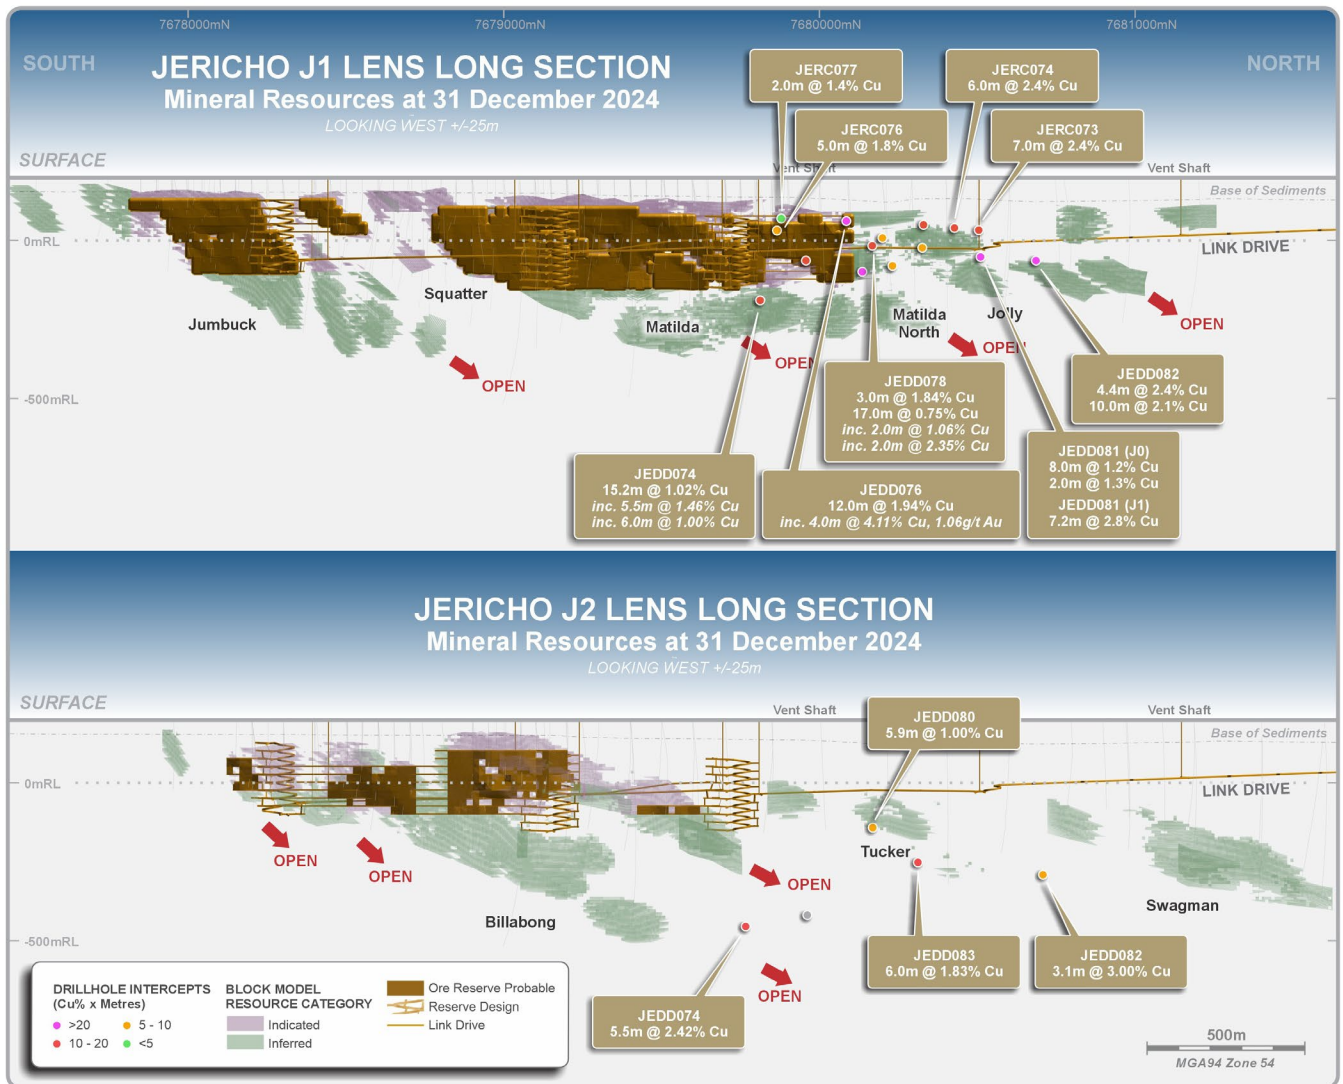 7678000mN
7679000mN
7680000mN
7681000mN
SOUTH
NORTH
JERICHO J1 LENS LONG SECTION
Mineral Resources at 31 December 2024
LOOKING WEST +/-25m
JERC077
2.0m @ 1.4% Cu
JERC074
6.0m @ 2.4% Cu
JERC076
5.0m @ 1.8% Cu
JERC073
7.0m @ 2.4% Cu
SURFACE
Vent Shaft
Vent Shaft
Base of Sediments
0mRL
LINK DRIVE
Squatter
Jumbuck
Matilda
Matilda
North
Jolly
OPEN
OPEN
OPEN
OPEN
-500mRL
JEDD078
3.0m @ 1.84% Cu
17.0m @ 0.75% Cu
inc. 2.0m @ 1.06% Cu
inc. 2.0m @ 2.35% Cu
JEDD082
4.4m @ 2.4% Cu
10.0m @ 2.1% Cu
JEDD074
15.2m @ 1.02% Cu
inc. 5.5m @ 1.46% Cu
inc. 6.0m @ 1.00% Cu
JEDD076
12.0m @ 1.94% Cu
inc. 4.0m @ 4.11% Cu, 1.06g/t Au
JEDD081 (J0)
8.0m @ 1.2% Cu
2.0m @ 1.3% Cu
JEDD081 (J1)
7.2m @ 2.8% Cu
JERICHO J2 LENS LONG SECTION
Mineral Resources at 31 December 2024
LOOKING WEST +/-25m
SURFACE
Vent Shaft
Vent Shaft
JEDD080
5.9m @ 1.00% Cu
Base of Sediments
0mRL
LINK DRIVE
OPEN
OPEN
OPEN
OPEN
Tucker
Billabong
Swagman
-500mRL
JEDD083
6.0m @ 1.83% Cu
JEDD082
3.1m @ 3.00% Cu
JEDD074
5.5m @ 2.42% Cu
DRILLHOLE INTERCEPTS
(Cu% x Metres)
>20
5 - 10
10 - 20
<5
BLOCK MODEL
RESOURCE CATEGORY
Indicated
Inferred
Ore Reserve Probable
Reserve Design
Link Drive
500m
MGA94 Zone 54